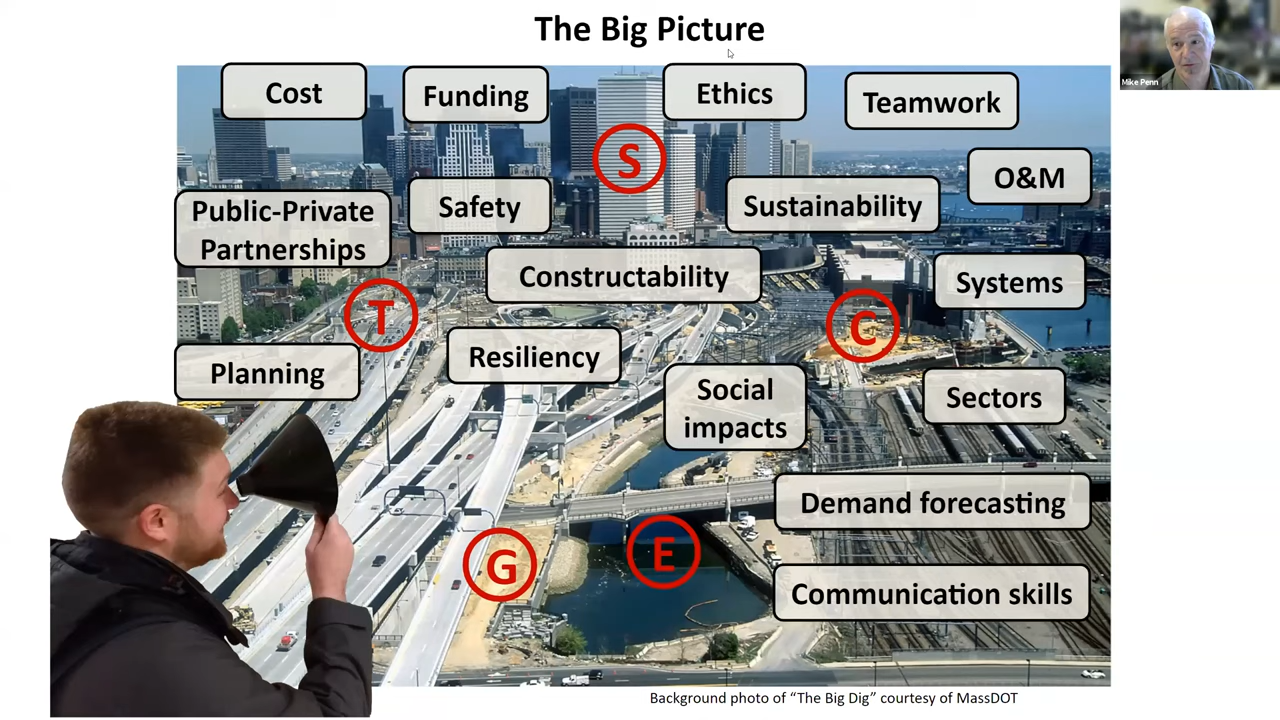 The Big Picture
Mike Penn
Cost
Funding
Ethics
Teamwork
S
O&M
Public-Private
Partnerships
Safety
Sustainability
Constructability
Systems
T
C
Planning
Resiliency
Social
impacts
Sectors
Demand forecasting
G
E
Communication skills
Background photo of “The Big Dig” courtesy of MassDOT